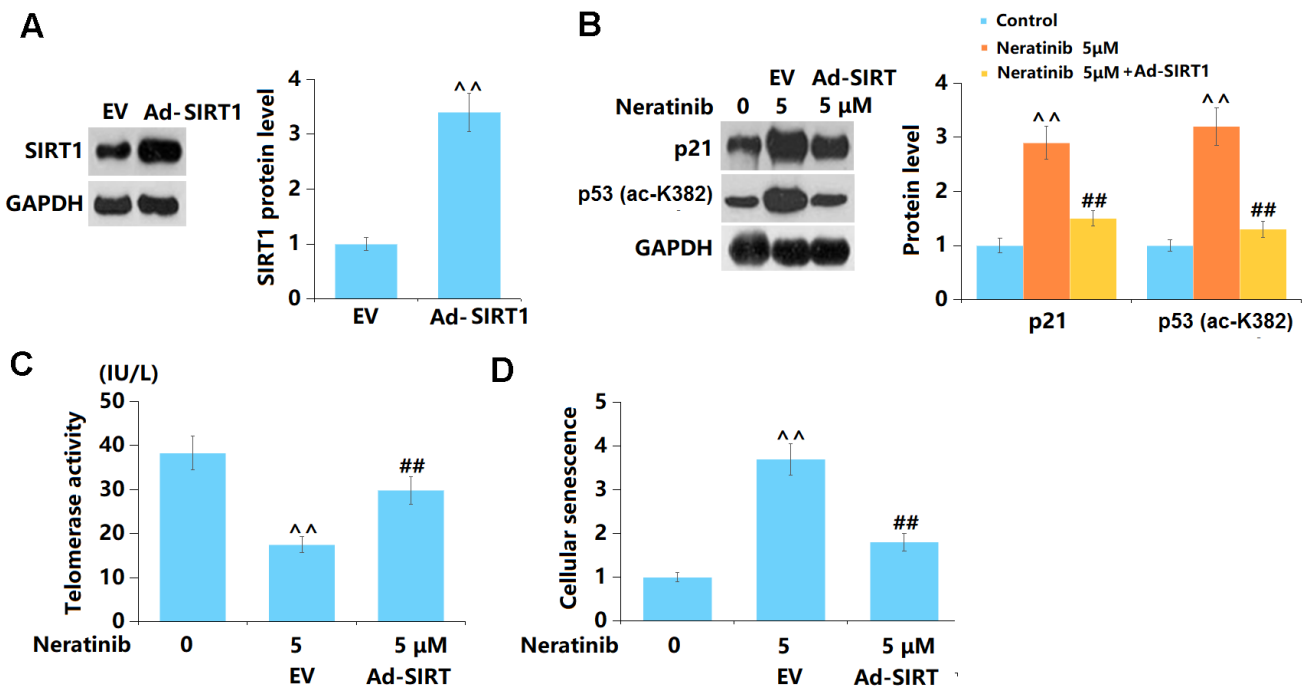 A
EV Ad-SIRT1
SIRT1
GAPDH
SIRT1 protein level
4
3
2
1
0
^^
EV Ad-SIRT1
B
EV Ad-SIRT
Neratinib 0 5 5 μM
p21
p53 (ac-K382)
GAPDH
Control
Neratinib 5μM
Neratinib 5μM+Ad-SIRT1
Protein level
4
3
2
1
0
^^ ## ^^ ##
p21 p53 (ac-K382)
C
(IU/L)
Telomerase activity
50
40
30
20
10
0
^^ ##
Neratinib 0 5 5 μM
EV Ad-SIRT
D
Cellular senescence
5
4
3
2
1
0
^^ ##
Neratinib 0 5 5 μM
EV Ad-SIRT